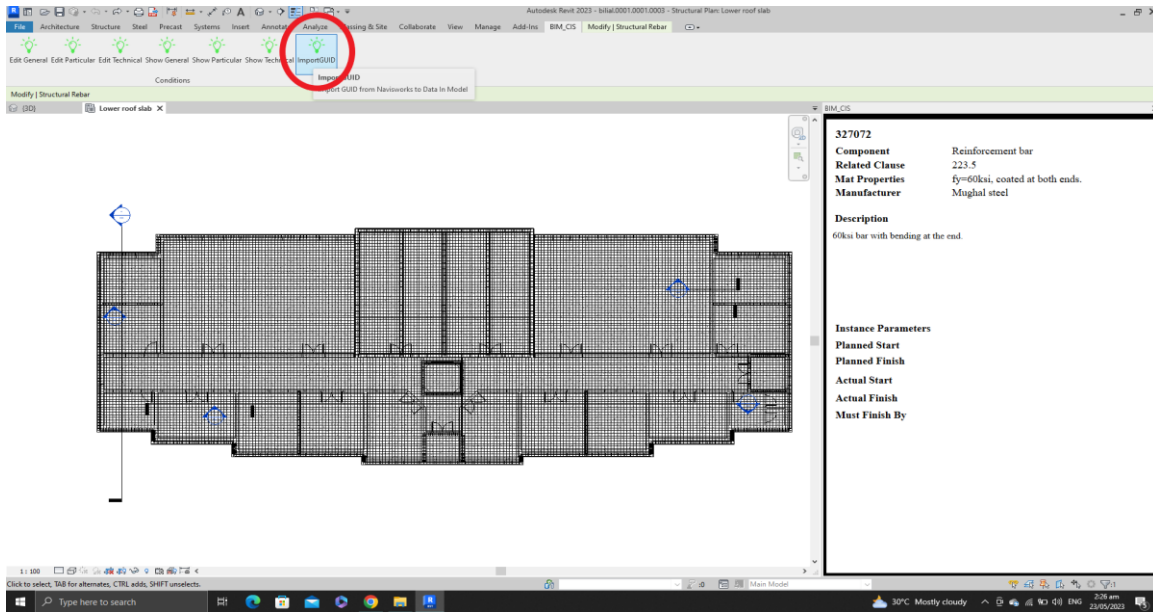 Autodesk Revit 2023 - bilial.0001.0001.0003 - Structural Plan: Lower roof slab
File Architecture Structure Steel Precast Systems Insert Annotate Analyze Massing & Site Collaborate View Manage Add-Ins BIM_CIS Modify | Structural Rebar
Edit General Edit Particular Edit Technical Show General Show Particular Show Technical ImportGUID
Conditions
Import GUID
Import GUID from Navisworks to Data In Model
Modify | Structural Rebar
{3D} Lower roof slab
BIM_CIS
327072
Component Reinforcement bar
Related Clause 223.5
Mat Properties fy=60ksi, coated at both ends.
Manufacturer Mughal steel
Description
60ksi bar with bending at the end.
Instance Parameters
Planned Start
Planned Finish
Actual Start
Actual Finish
Must Finish By
1 : 100
Click to select, TAB for alternates, CTRL adds, SHIFT unselects.
:0 Main Model :1
Type here to search
30°C Mostly cloudy ENG 2:26 am
23/05/2023